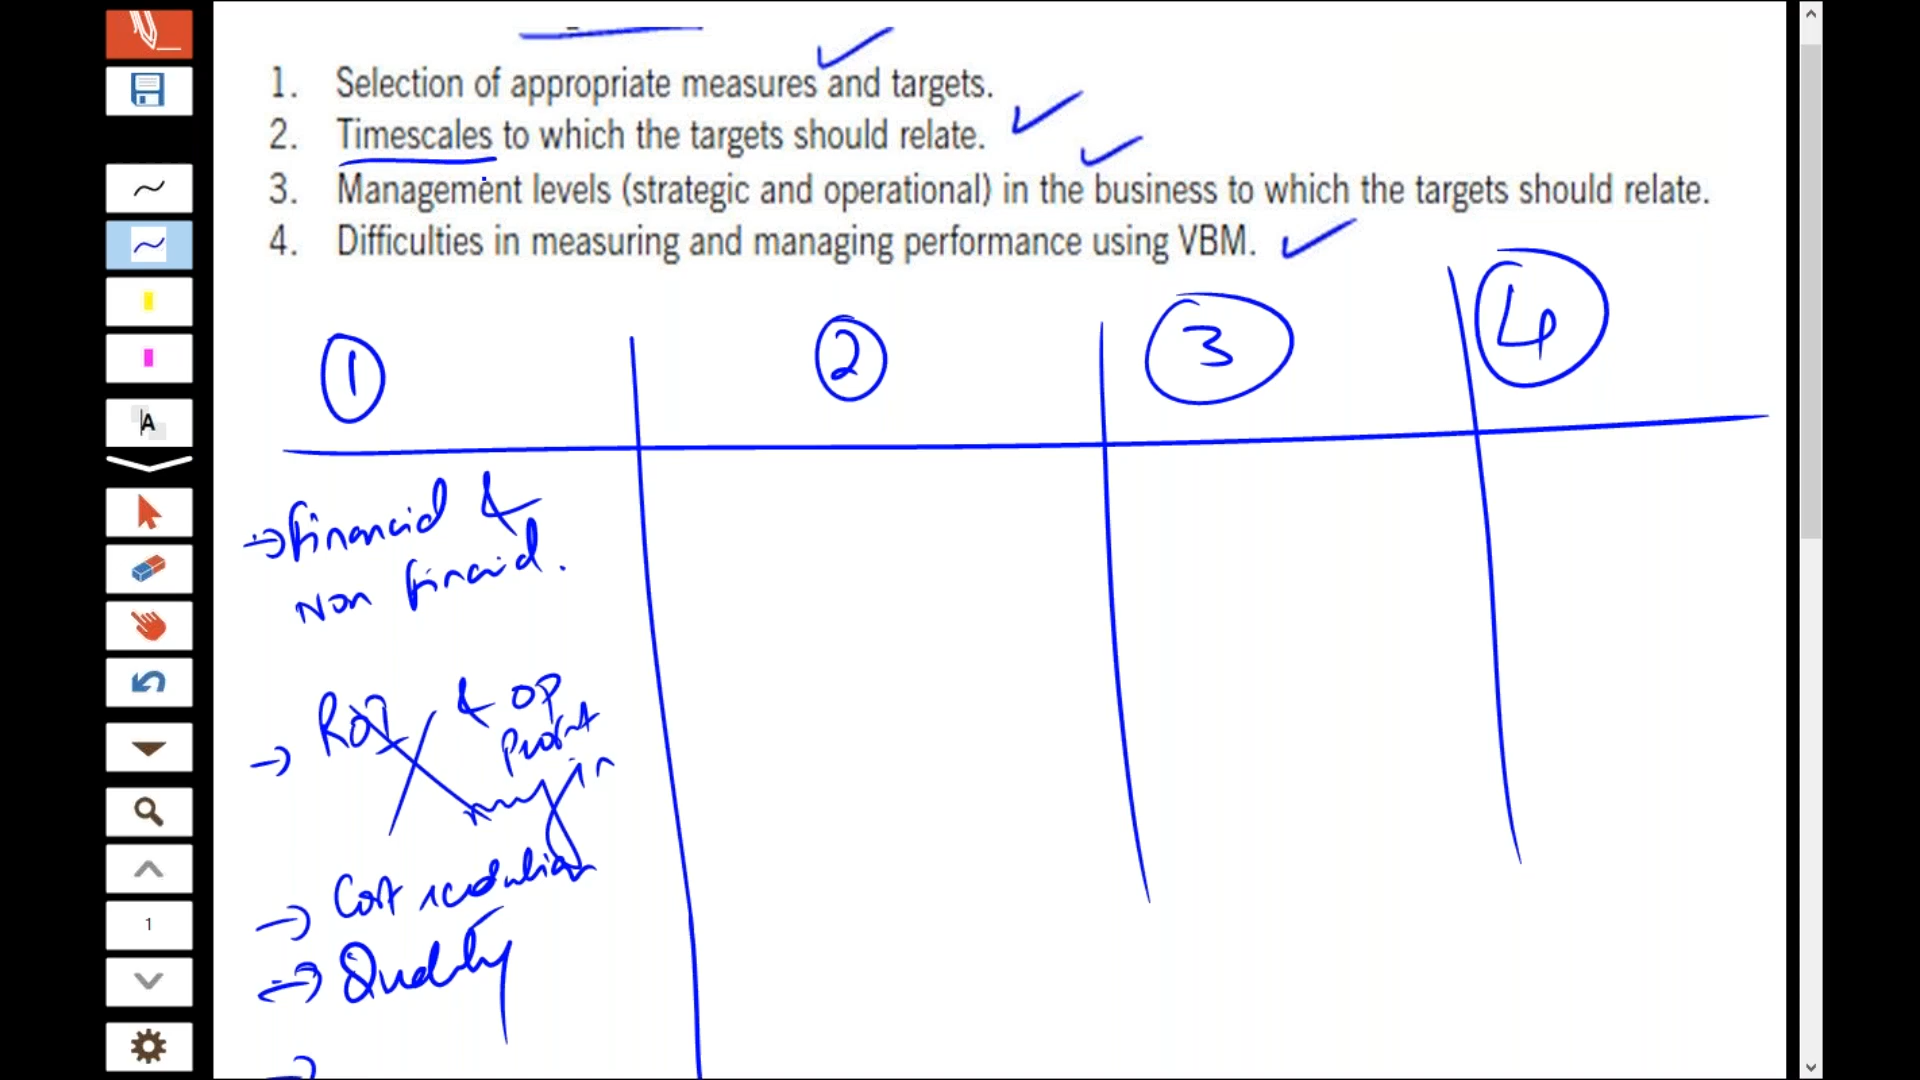 1. Selection of appropriate measures and targets.
2. Timescales to which the targets should relate.
3. Management levels (strategic and operational) in the business to which the targets should relate.
4. Difficulties in measuring and managing performance using VBM.
1 2 3 4
→ financial &
Non financial.
→ ROI & OP
Profit
margin
→ Cost reduction
→ Quality
→
A
1